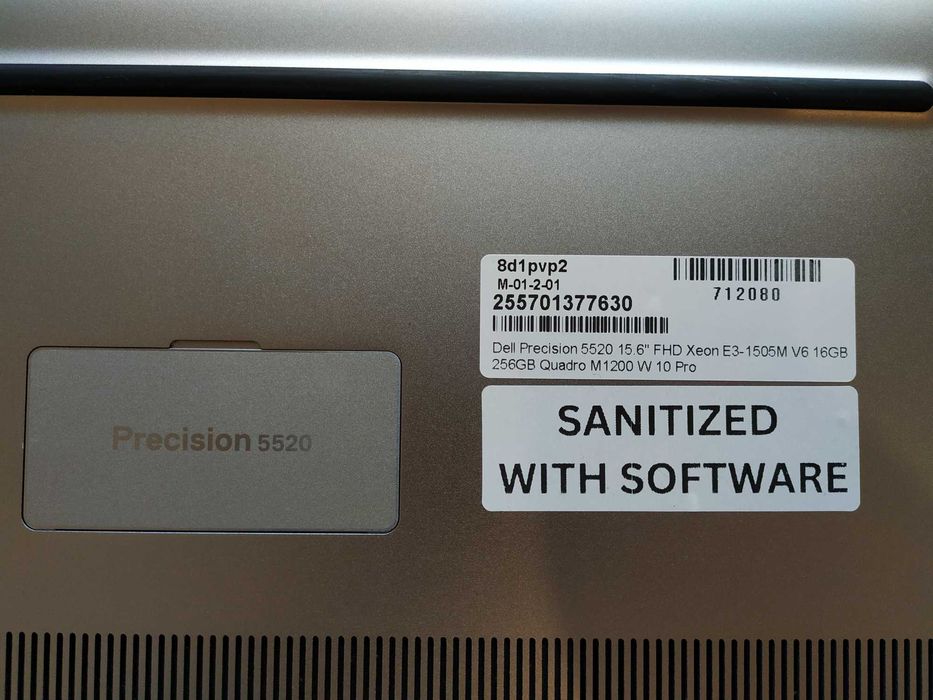 8d1pvp2
M-01-2-01
255701377630
712080
Dell Precision 5520 15.6" FHD Xeon E3-1505M V6 16GB
256GB Quadro M1200 W 10 Pro
SANITIZED
WITH SOFTWARE
Precision 5520